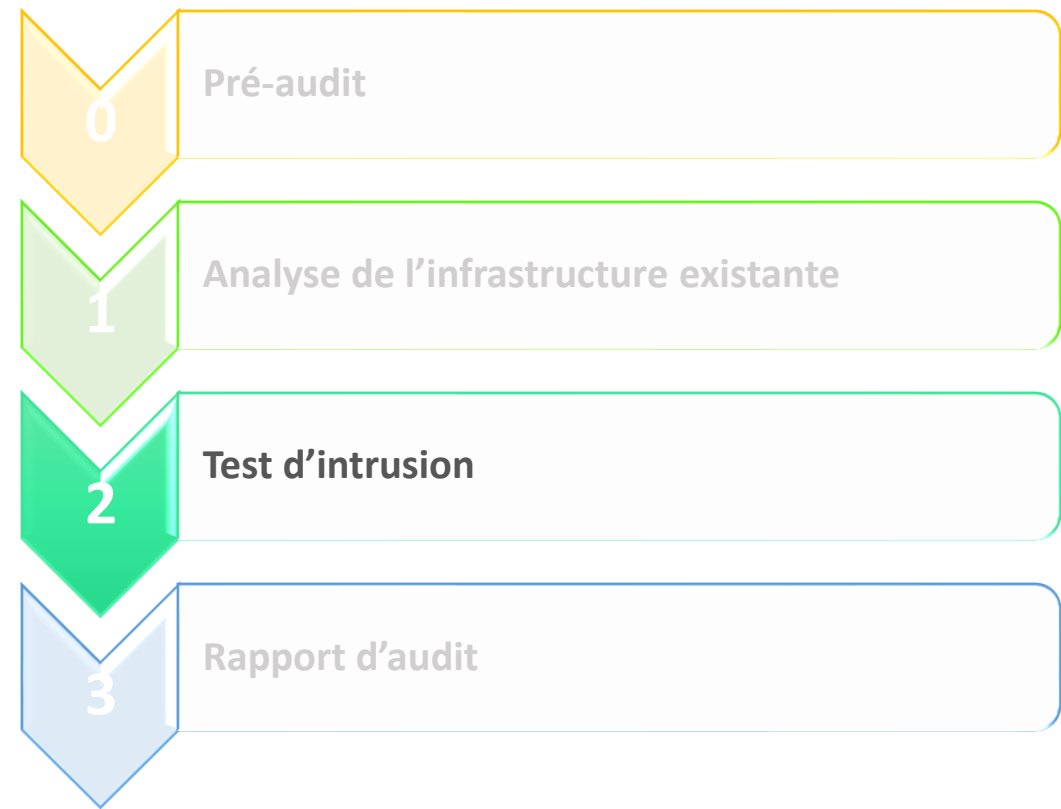 0
Pré-audit
1
Analyse de l’infrastructure existante
2
Test d’intrusion
3
Rapport d’audit